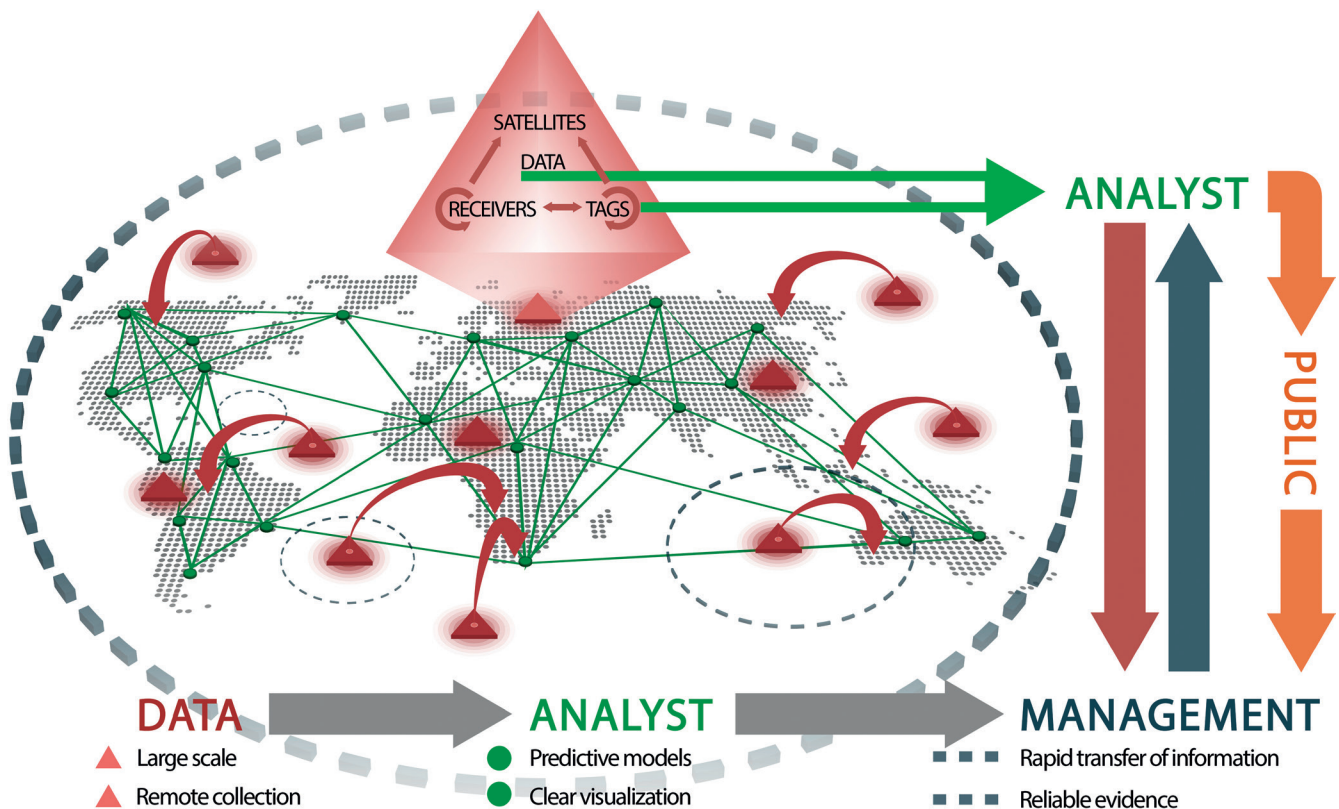 SATELLITES
DATA
RECEIVERS
TAGS
ANALYST
PUBLIC
DATA
ANALYST
MANAGEMENT
Large scale
Predictive models
Rapid transfer of information
Remote collection
Clear visualization
Reliable evidence